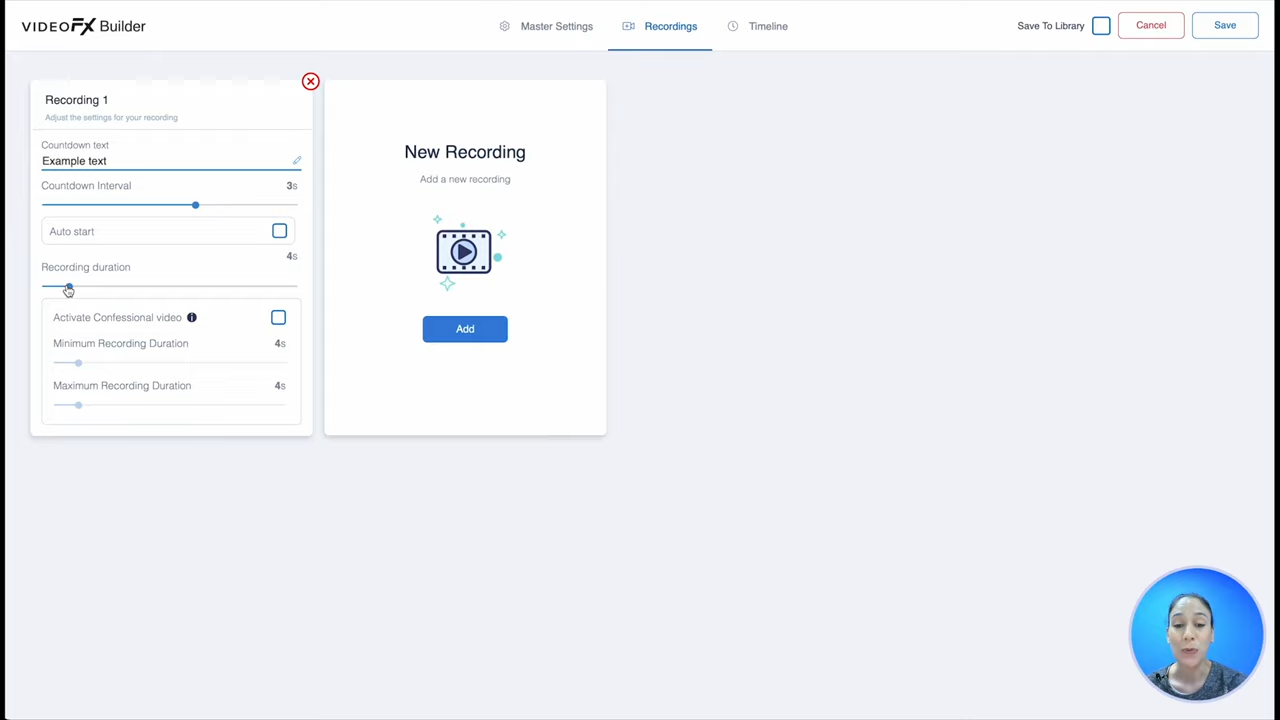 VIDEOFX Builder
Master Settings
Recordings
Timeline
Save To Library
Cancel
Save
Recording 1
Adjust the settings for your recording
Countdown text
Example text
Countdown Interval 3s
Auto start
4s
Recording duration
Activate Confessional video i
Minimum Recording Duration 4s
Maximum Recording Duration 4s
New Recording
Add a new recording
Add